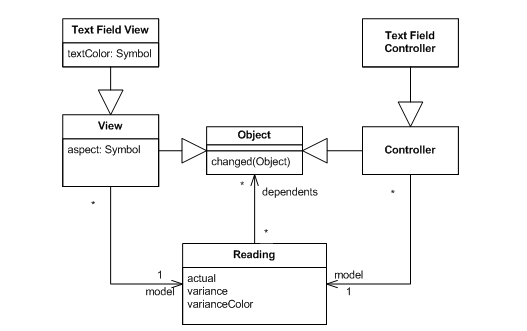 Text Field View
textColor: Symbol
Text Field
Controller
View
aspect: Symbol
Object
changed(Object)
Controller
*
*
dependents
*
*
Reading
actual
variance
varianceColor
1
model
model
1